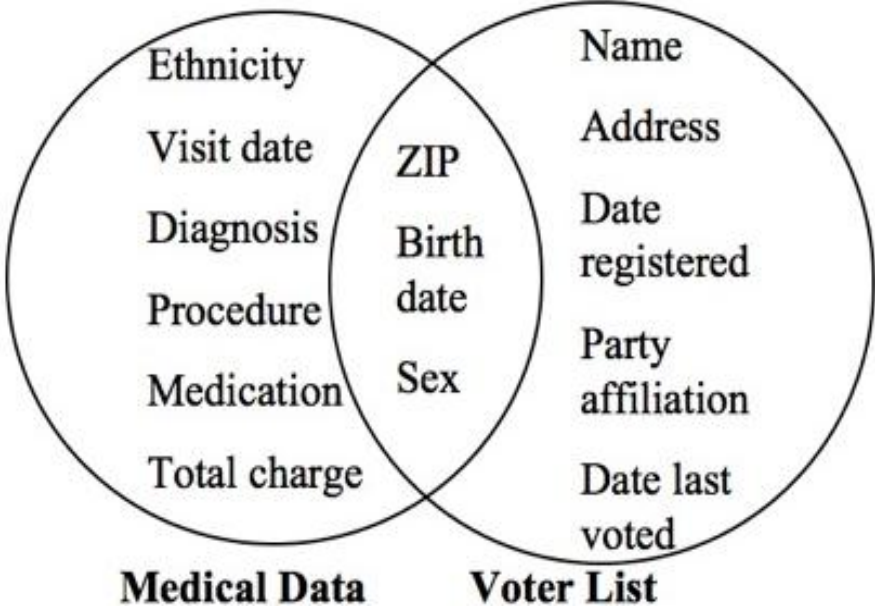 Ethnicity
Visit date
Diagnosis
Procedure
Medication
Total charge
ZIP
Birth
date
Sex
Name
Address
Date
registered
Party
affiliation
Date last
voted
Medical Data
Voter List